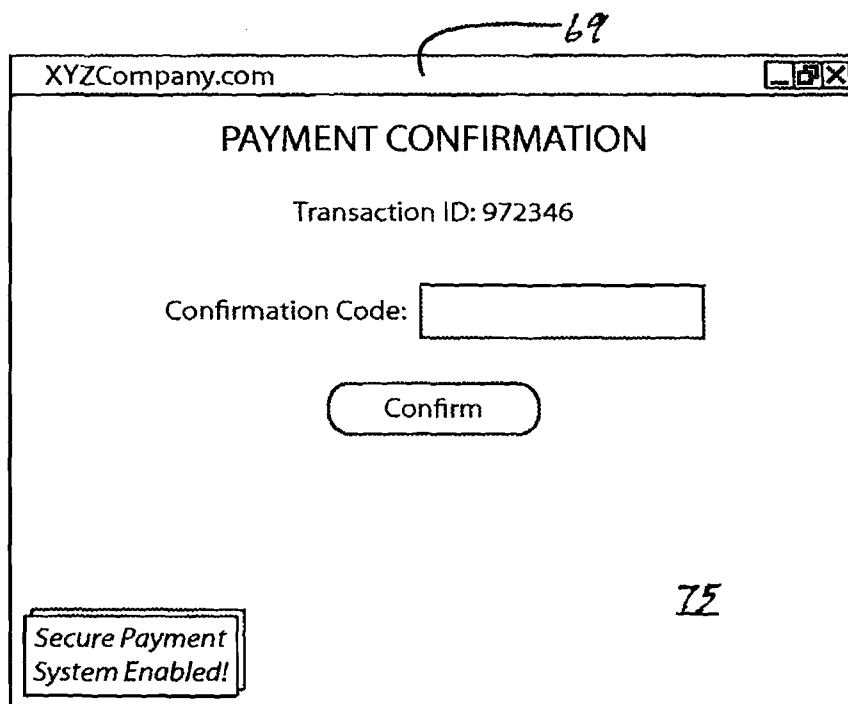 69
XYZCompany.com
PAYMENT CONFIRMATION
Transaction ID: 972346
Confirmation Code:
Confirm
75
Secure Payment
System Enabled!